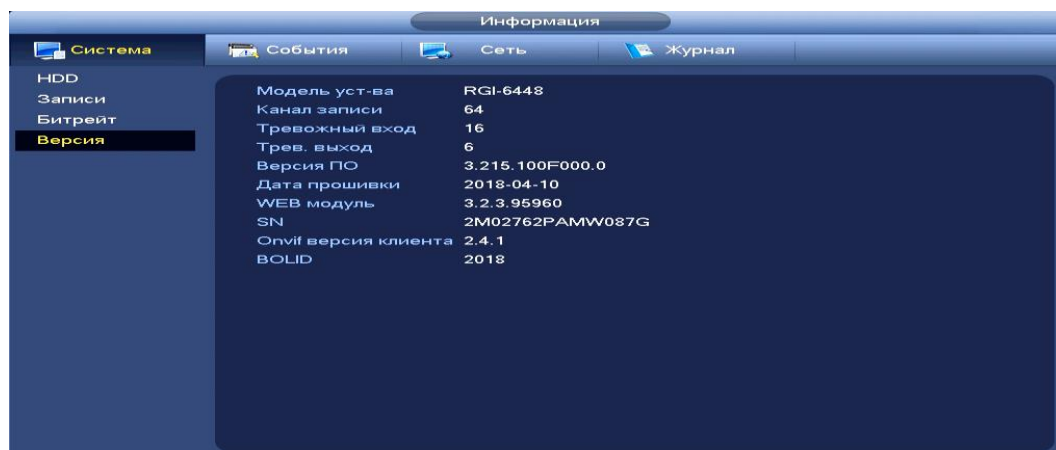 Информация
Система События Сеть Журнал
HDD
Записи
Битрейт
Версия
Модель уст-ва RGI-6448
Канал записи 64
Тревожный вход 16
Трев. выход 6
Версия ПО 3.215.100F000.0
Дата прошивки 2018-04-10
WEB модуль 3.2.3.95960
SN 2M02762PAMW087G
Onvif версия клиента 2.4.1
BOLID 2018